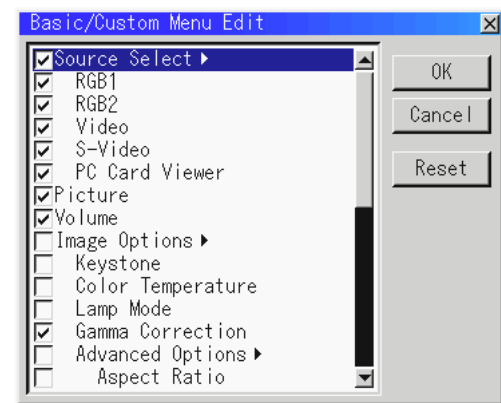 Basic/Custom Menu Edit
Source Select
RGB1
RGB2
Video
S-Video
PC Card Viewer
Picture
Volume
Image Options
Keystone
Color Temperature
Lamp Mode
Gamma Correction
Advanced Options
Aspect Ratio
OK
Cancel
Reset